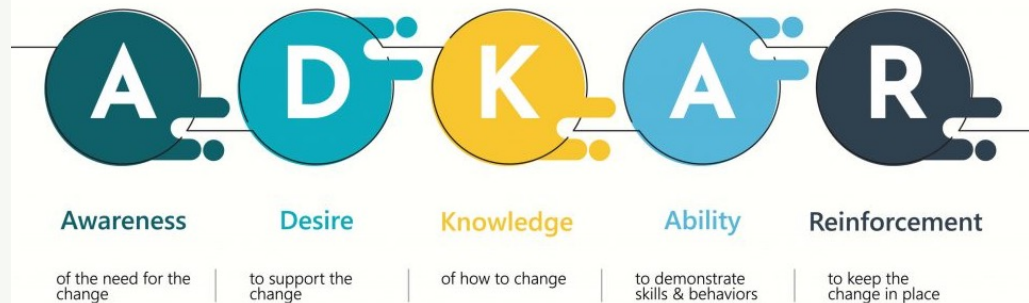 A D K A R
Awareness Desire Knowledge Ability Reinforcement
of the need for the change
to support the change
of how to change
to demonstrate skills & behaviors
to keep the change in place